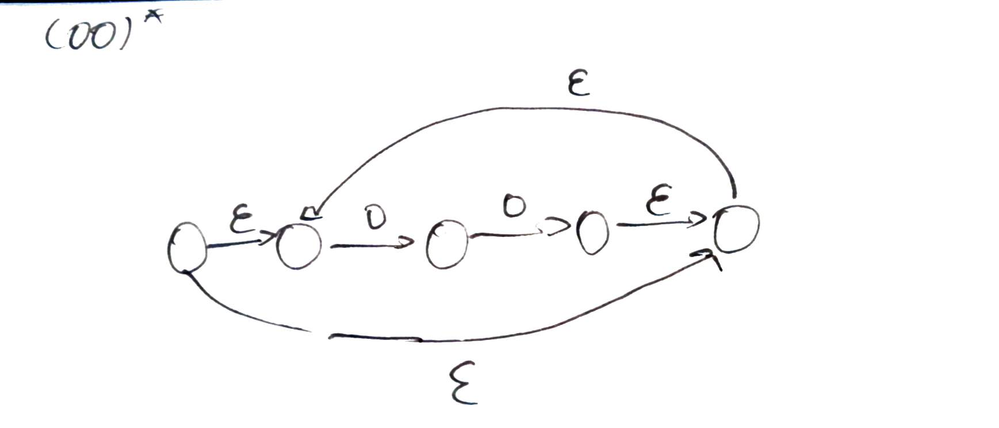 (00)*
ε
ε 0 0 ε
ε